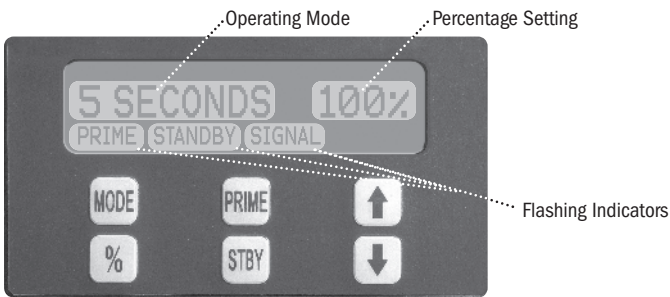 Operating Mode Percentage Setting
5 SECONDS 100%
PRIME STANDBY SIGNAL
MODE PRIME
Flashing Indicators
% STBY